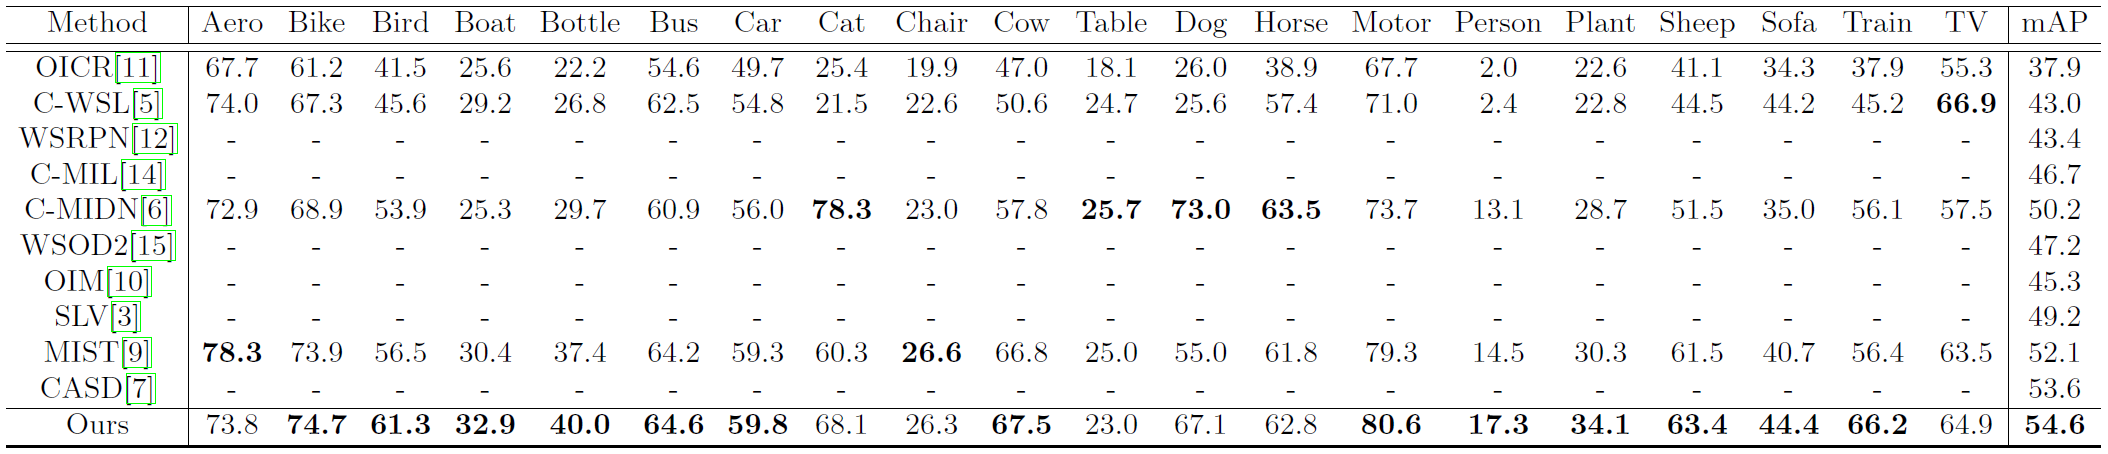 Method Aero Bike Bird Boat Bottle Bus Car Cat Chair Cow Table Dog Horse Motor Person Plant Sheep Sofa Train TV mAP
OICR[11] 67.7 61.2 41.5 25.6 22.2 54.6 49.7 25.4 19.9 47.0 18.1 26.0 38.9 67.7 2.0 22.6 41.1 34.3 37.9 55.3 37.9
C-WSL[5] 74.0 67.3 45.6 29.2 26.8 62.5 54.8 21.5 22.6 50.6 24.7 25.6 57.4 71.0 2.4 22.8 44.5 44.2 45.2 66.9 43.0
WSRPN[12] - - - - - - - - - - - - - - - - - - - - 43.4
C-MIL[14] - - - - - - - - - - - - - - - - - - - - 46.7
C-MIDN[6] 72.9 68.9 53.9 25.3 29.7 60.9 56.0 78.3 23.0 57.8 25.7 73.0 63.5 73.7 13.1 28.7 51.5 35.0 56.1 57.5 50.2
WSOD2[15] - - - - - - - - - - - - - - - - - - - - 47.2
OIM[10] - - - - - - - - - - - - - - - - - - - - 45.3
SLV[3] - - - - - - - - - - - - - - - - - - - - 49.2
MIST[9] 78.3 73.9 56.5 30.4 37.4 64.2 59.3 60.3 26.6 66.8 25.0 55.0 61.8 79.3 14.5 30.3 61.5 40.7 56.4 63.5 52.1
CASD[7] - - - - - - - - - - - - - - - - - - - - 53.6
Ours 73.8 74.7 61.3 32.9 40.0 64.6 59.8 68.1 26.3 67.5 23.0 67.1 62.8 80.6 17.3 34.1 63.4 44.4 66.2 64.9 54.6